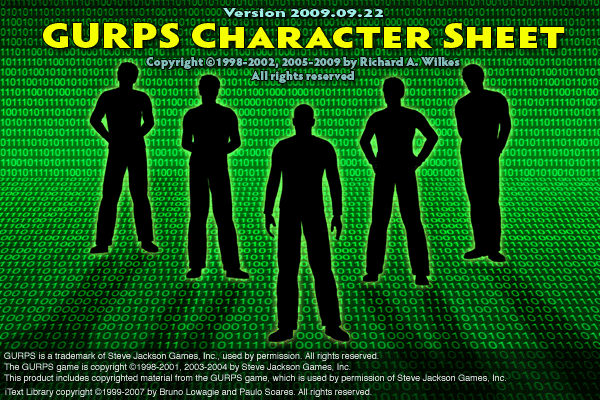 Version 2009.09.22
GURPS Character Sheet
Copyright ©1998-2002, 2005-2009 by Richard A. Wilkes
All rights reserved
GURPS is a trademark of Steve Jackson Games, Inc., used by permission. All rights reserved.
The GURPS game is copyright ©1998-2001, 2003-2004 by Steve Jackson Games, Inc.
This product includes copyrighted material from the GURPS game, which is used by permission of Steve Jackson Games, Inc.
iText Library copyright ©1999-2007 by Bruno Lowagie and Paulo Soares. All rights reserved.